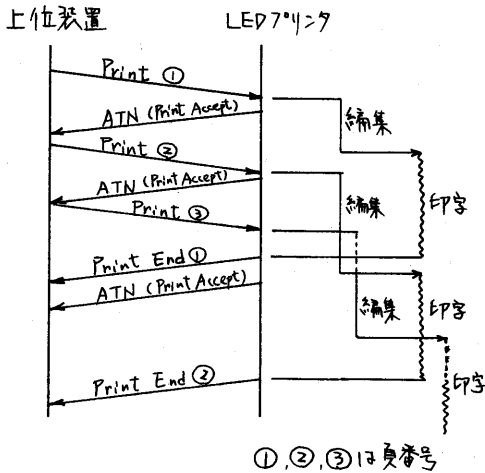 上位装置
LEDプリンタ
Print ①
ATN (Print Accept)
編集
Print ②
ATN (Print Accept)
編集
印字
Print ③
Print End ①
ATN (Print Accept)
編集
印字
Print End ②
印字
①,②,③は頁番号